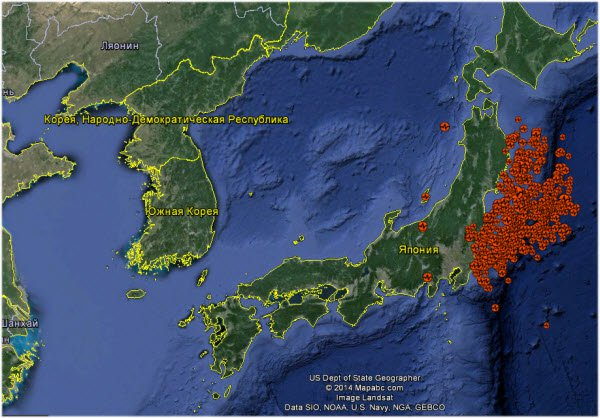 Ляонин
Корея, Народно-Демократическая Республика
Южная Корея
Япония
Шанхай
US Dept of State Geographer
© 2014 Mapabc.com
Image Landsat
Data SIO, NOAA, U.S. Navy, NGA, GEBCO